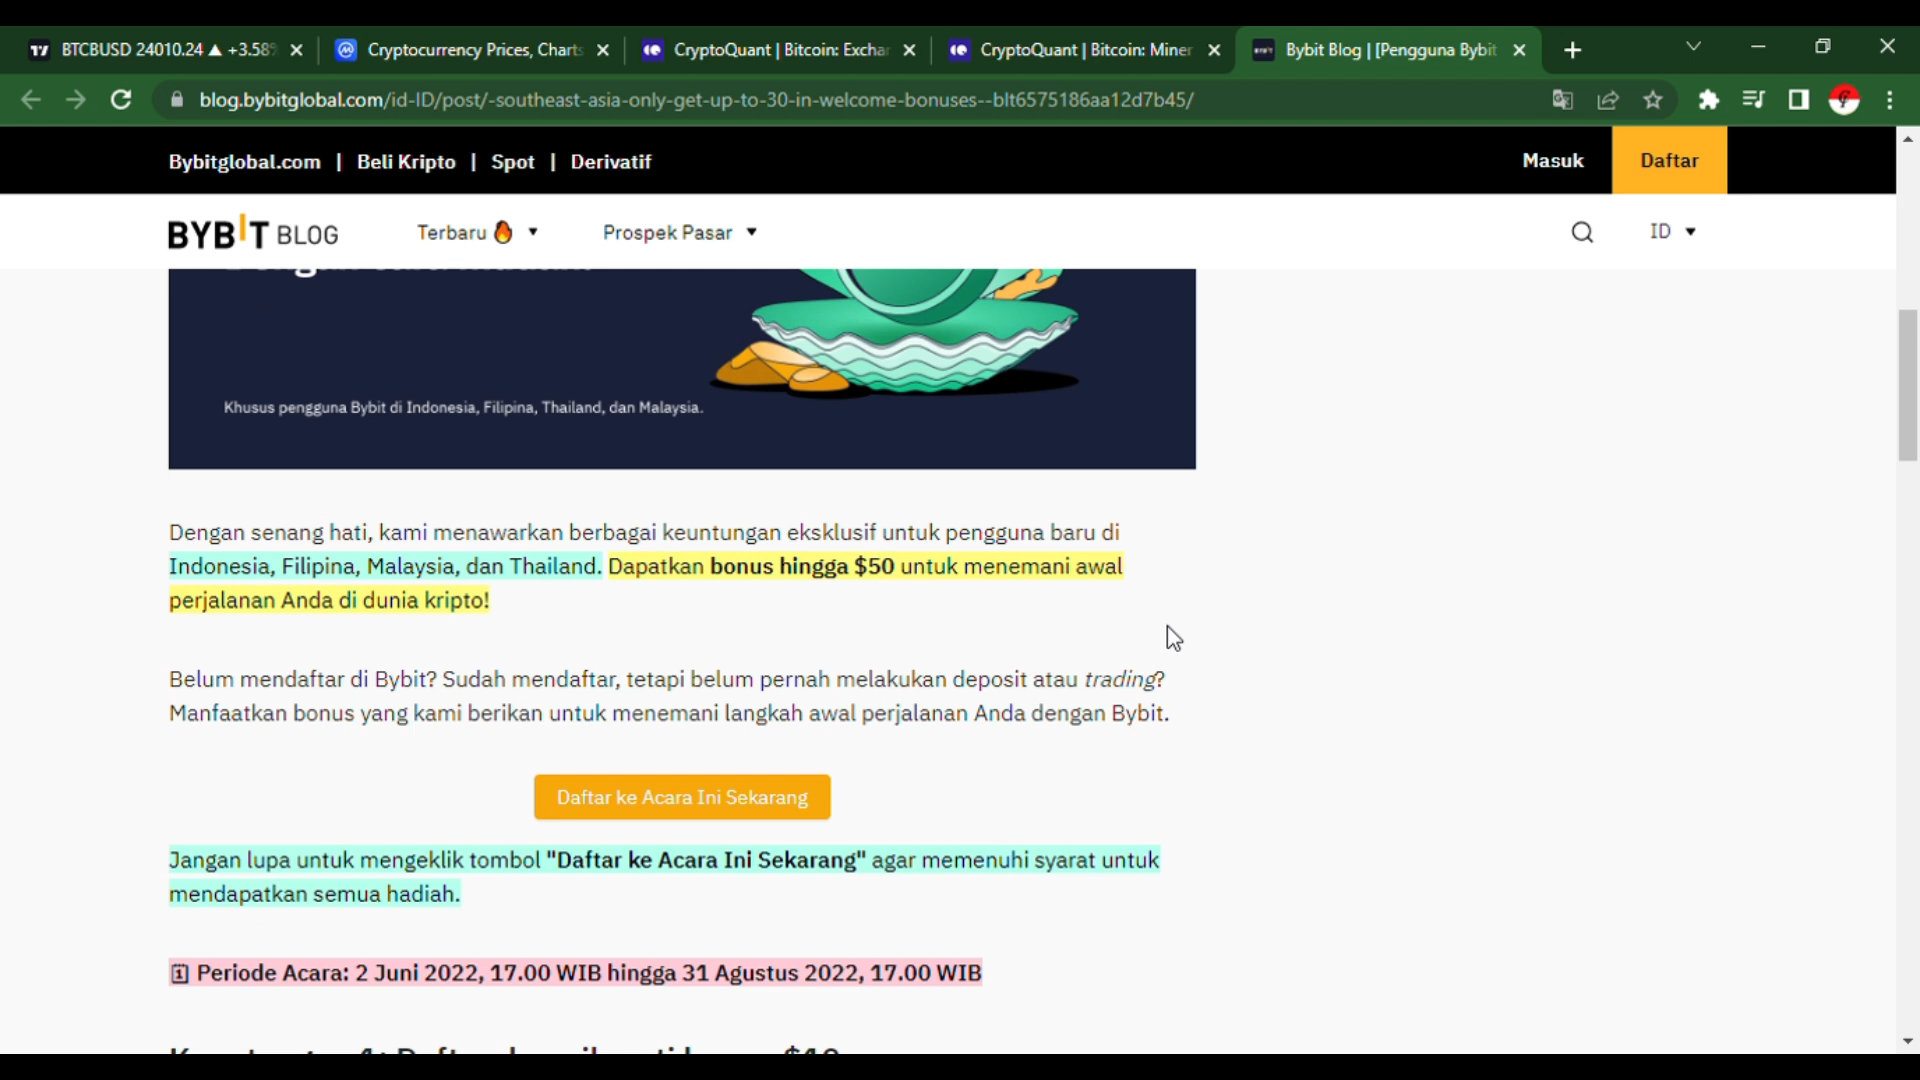 BTCBUSD 24010.24 ▲ +3.58%
Cryptocurrency Prices, Charts
CryptoQuant | Bitcoin: Exchan
CryptoQuant | Bitcoin: Miner
Bybit Blog | [Pengguna Bybit
blog.bybitglobal.com/id-ID/post/-southeast-asia-only-get-up-to-30-in-welcome-bonuses--blt6575186aa12d7b45/
Bybitglobal.com | Beli Kripto | Spot | Derivatif
Masuk
Daftar
BYBIT BLOG
Terbaru🔥 ▼
Prospek Pasar ▼
ID ▼
Khusus pengguna Bybit di Indonesia, Filipina, Thailand, dan Malaysia.
Dengan senang hati, kami menawarkan berbagai keuntungan eksklusif untuk pengguna baru di
Indonesia, Filipina, Malaysia, dan Thailand. Dapatkan bonus hingga $50 untuk menemani awal
perjalanan Anda di dunia kripto!
Belum mendaftar di Bybit? Sudah mendaftar, tetapi belum pernah melakukan deposit atau trading?
Manfaatkan bonus yang kami berikan untuk menemani langkah awal perjalanan Anda dengan Bybit.
Daftar ke Acara Ini Sekarang
Jangan lupa untuk mengeklik tombol "Daftar ke Acara Ini Sekarang" agar memenuhi syarat untuk
mendapatkan semua hadiah.
🗓 Periode Acara: 2 Juni 2022, 17.00 WIB hingga 31 Agustus 2022, 17.00 WIB